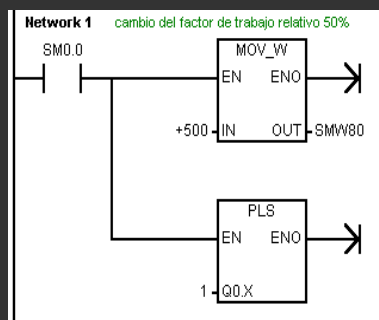 Network 1 cambio del factor de trabajo relativo 50%
SM0.0
MOV_W
EN ENO
+500 IN OUT SMW80
PLS
EN ENO
1 Q0.X